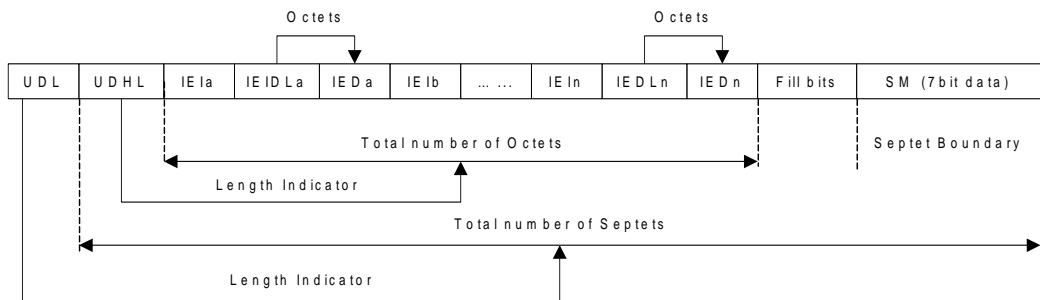 Octets Octets
UDL UDHL IEIa IEIDLa IEDa IEIb ... ... IEIn IEDLn IEDn Fill bits SM (7bit data)
Total number of Octets Septet Boundary
Length Indicator
Total number of Septets
Length Indicator